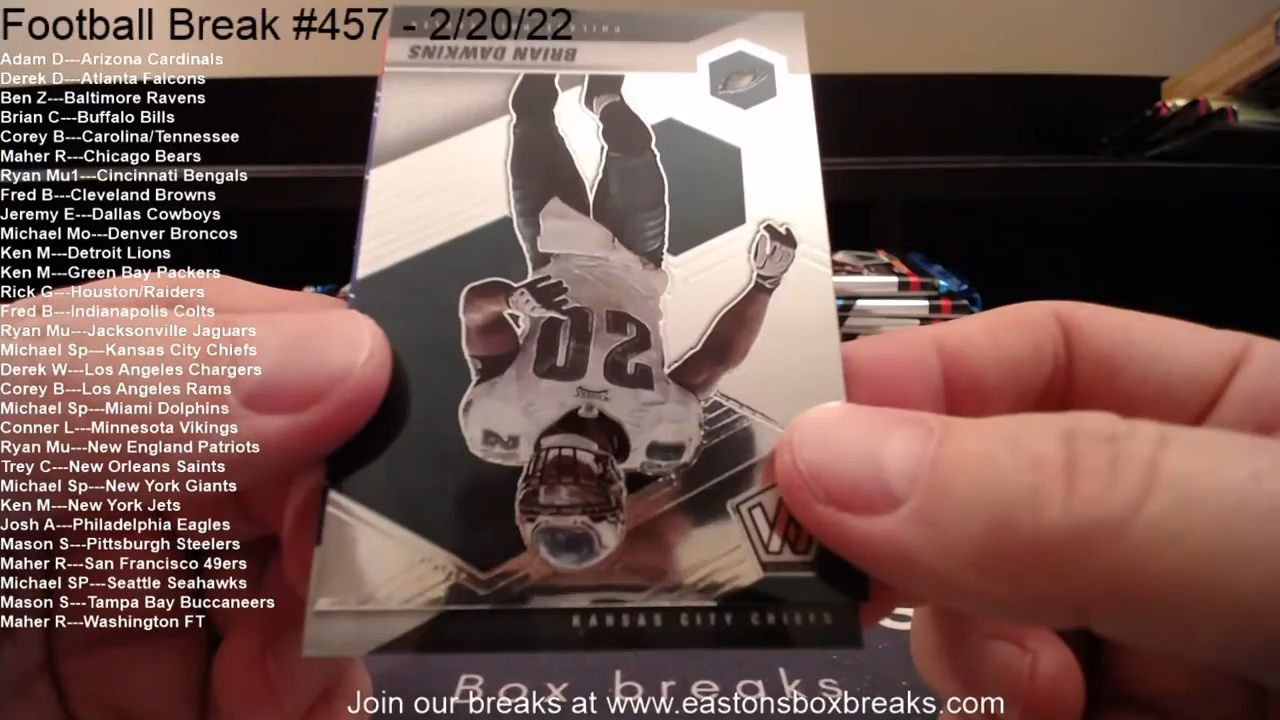 Football Break #457 - 2/20/22
Adam D---Arizona Cardinals
Derek D---Atlanta Falcons
Ben Z---Baltimore Ravens
Brian C---Buffalo Bills
Corey B---Carolina/Tennessee
Maher R---Chicago Bears
Ryan Mu1---Cincinnati Bengals
Fred B---Cleveland Browns
Jeremy E---Dallas Cowboys
Michael Mo---Denver Broncos
Ken M---Detroit Lions
Ken M---Green Bay Packers
Rick G---Houston/Raiders
Fred B---Indianapolis Colts
Ryan Mu---Jacksonville Jaguars
Michael Sp---Kansas City Chiefs
Derek W---Los Angeles Chargers
Corey B---Los Angeles Rams
Michael Sp---Miami Dolphins
Conner L---Minnesota Vikings
Ryan Mu---New England Patriots
Trey C---New Orleans Saints
Michael Sp---New York Giants
Ken M---New York Jets
Josh A---Philadelphia Eagles
Mason S---Pittsburgh Steelers
Maher R---San Francisco 49ers
Michael SP---Seattle Seahawks
Mason S---Tampa Bay Buccaneers
Maher R---Washington FT
BRIAN DAWKINS
20
KANSAS CITY CHIEFS
Box breaks
Join our breaks at www.eastonsboxbreaks.com